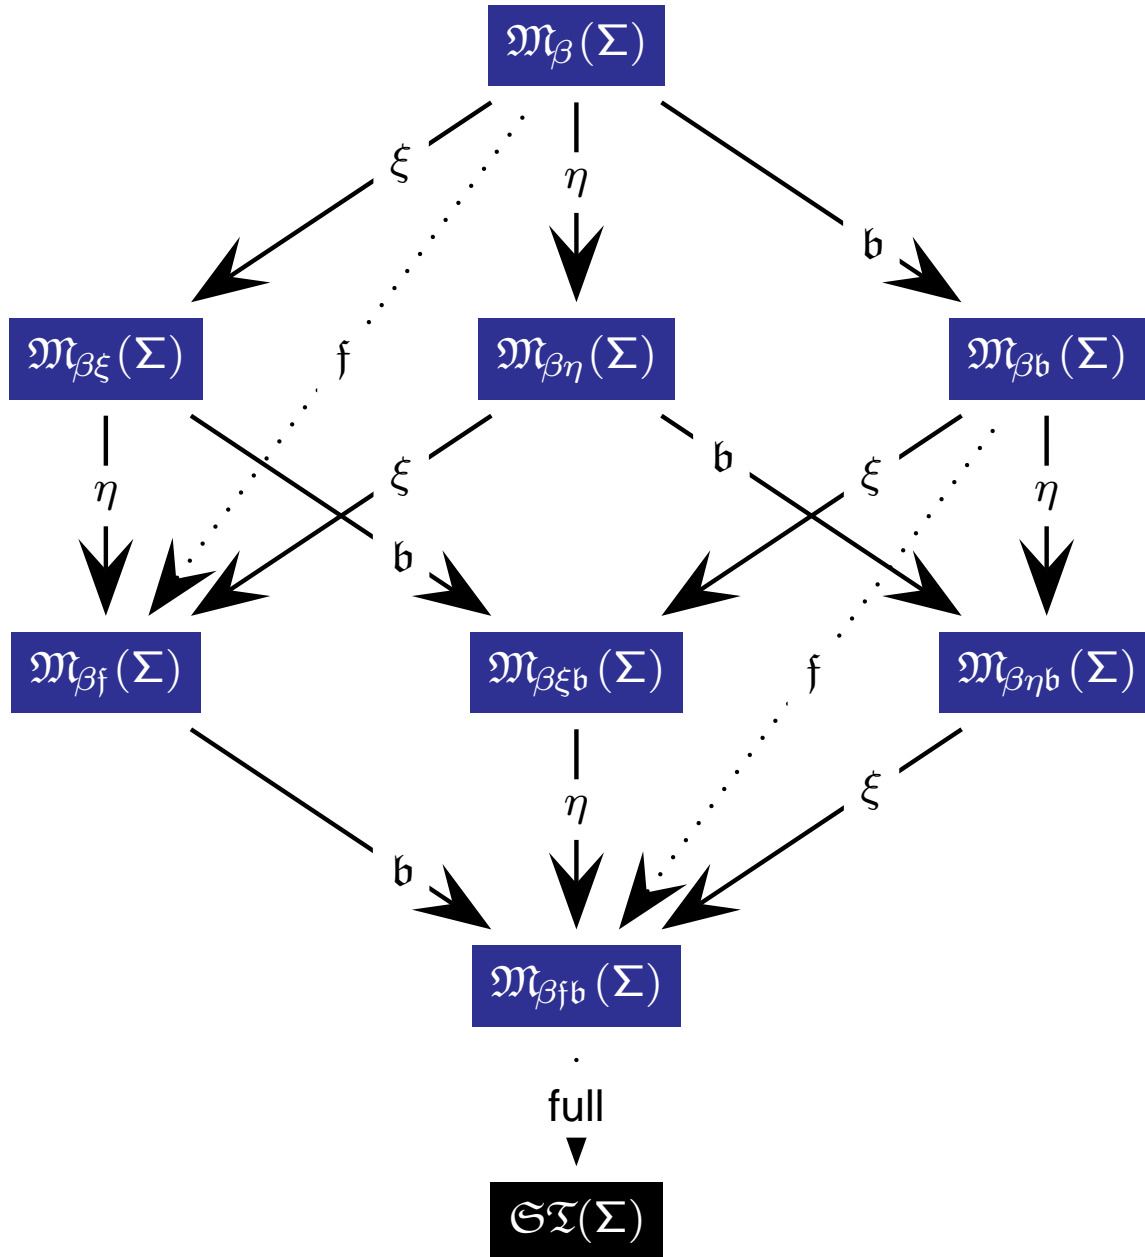 𝔐β(Σ)
ξ
η
𝔟
𝔣
𝔐βξ(Σ)
𝔐βη(Σ)
𝔐β𝔟(Σ)
η
𝔟
ξ
𝔟
ξ
η
𝔐β𝔣(Σ)
𝔐βξ𝔟(Σ)
𝔐βη𝔟(Σ)
𝔣
𝔟
η
ξ
𝔐β𝔣𝔟(Σ)
full
𝔖𝔗(Σ)